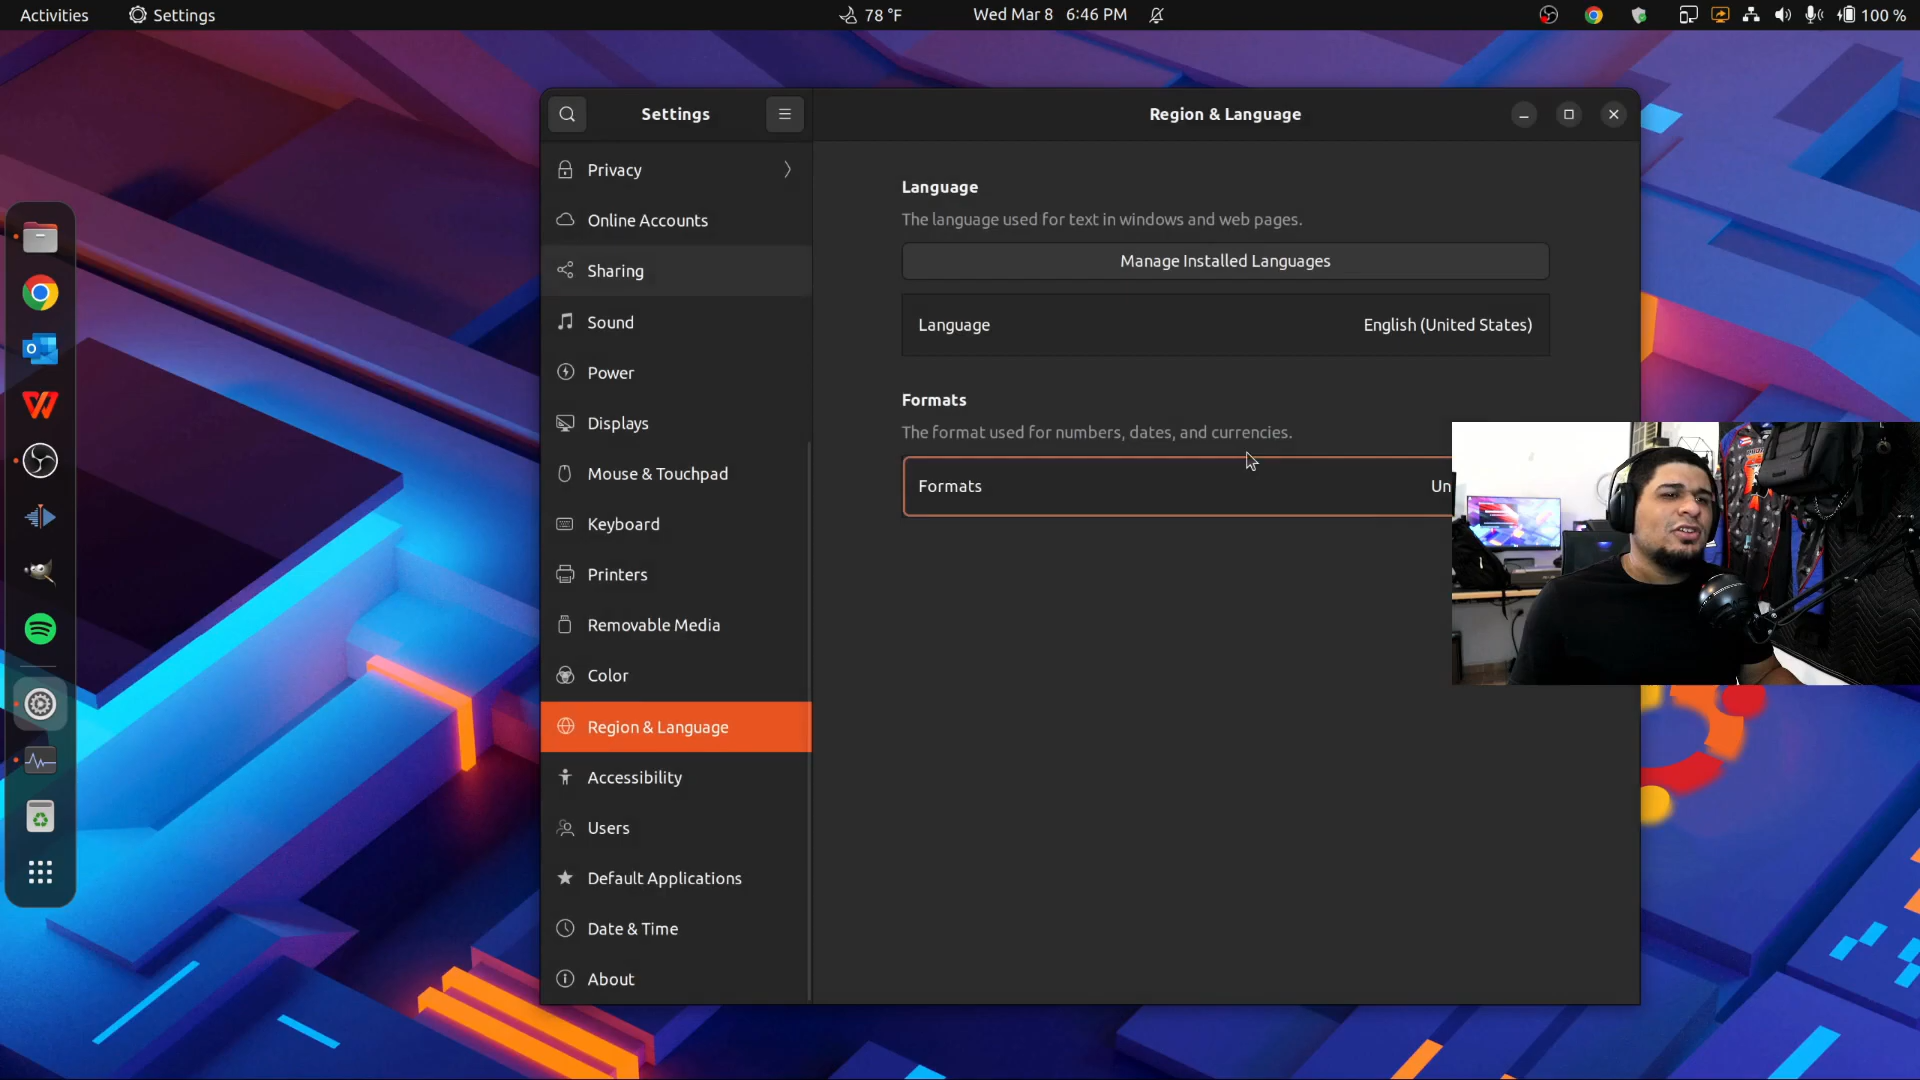 Activities
Settings
78 °F
Wed Mar 8 6:46 PM
100 %
Settings
Region & Language
Privacy
Online Accounts
Sharing
Sound
Power
Displays
Mouse & Touchpad
Keyboard
Printers
Removable Media
Color
Region & Language
Accessibility
Users
Default Applications
Date & Time
About
Language
The language used for text in windows and web pages.
Manage Installed Languages
Language English (United States)
Formats
The format used for numbers, dates, and currencies.
Formats Un